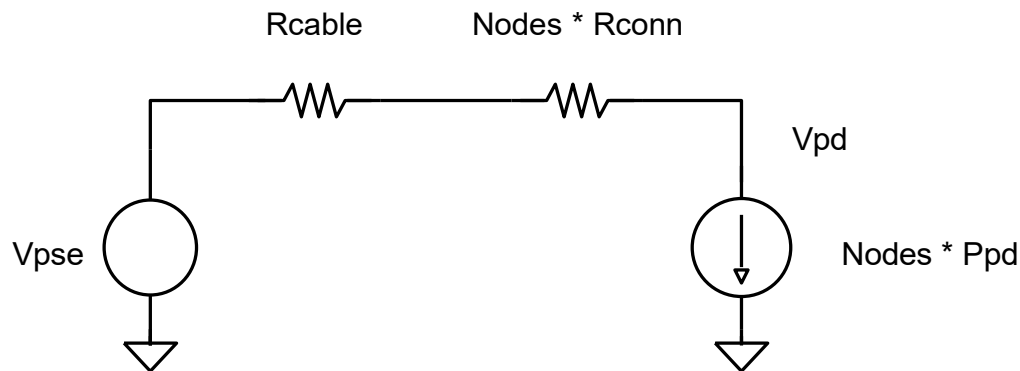 Rcable
Nodes * Rconn
Vpd
Vpse
Nodes * Ppd